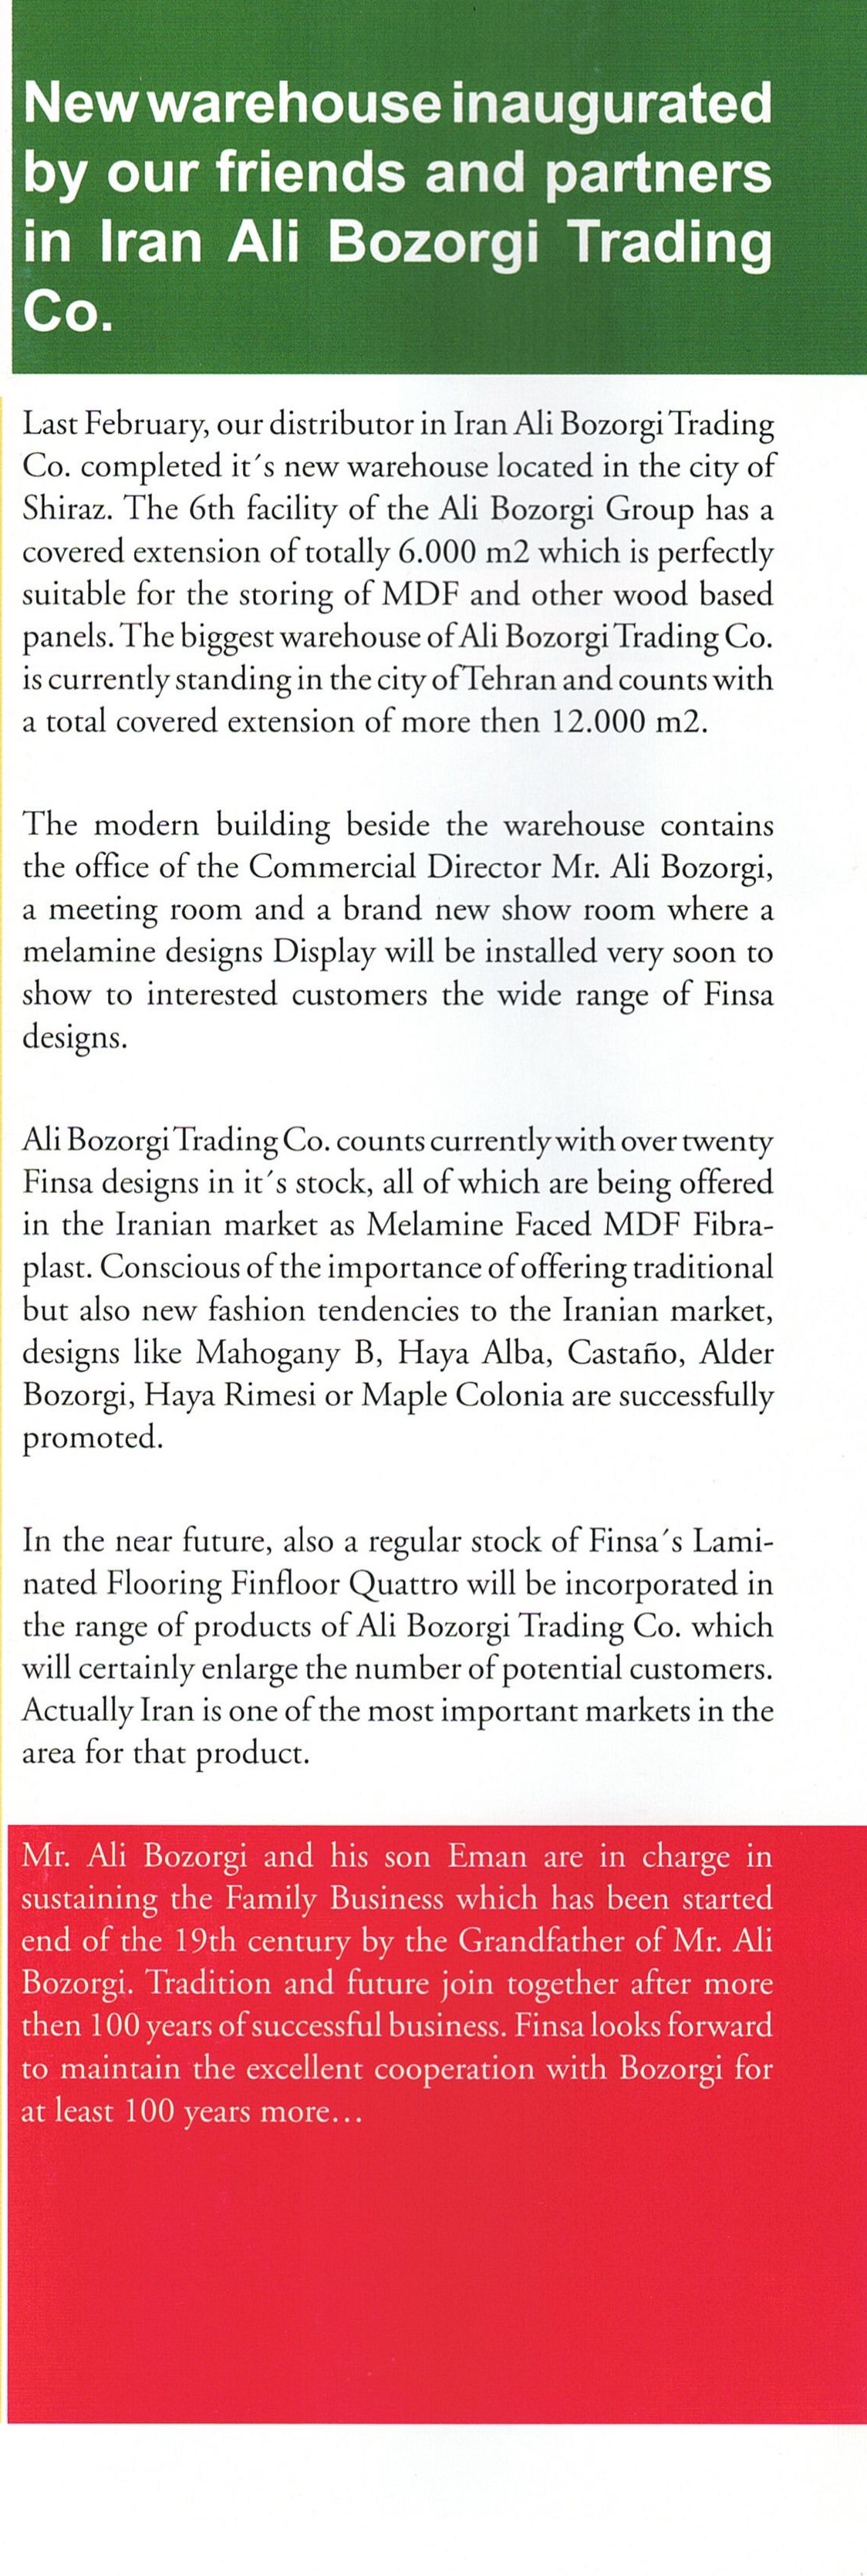 New warehouse inaugurated
by our friends and partners
in Iran Ali Bozorgi Trading
Co.
Last February, our distributor in Iran Ali Bozorgi Trading
Co. completed it´s new warehouse located in the city of
Shiraz. The 6th facility of the Ali Bozorgi Group has a
covered extension of totally 6.000 m2 which is perfectly
suitable for the storing of MDF and other wood based
panels. The biggest warehouse of Ali Bozorgi Trading Co.
is currently standing in the city of Tehran and counts with
a total covered extension of more then 12.000 m2.
The modern building beside the warehouse contains
the office of the Commercial Director Mr. Ali Bozorgi,
a meeting room and a brand new show room where a
melamine designs Display will be installed very soon to
show to interested customers the wide range of Finsa
designs.
Ali Bozorgi Trading Co. counts currently with over twenty
Finsa designs in it´s stock, all of which are being offered
in the Iranian market as Melamine Faced MDF Fibra-
plast. Conscious of the importance of offering traditional
but also new fashion tendencies to the Iranian market,
designs like Mahogany B, Haya Alba, Castaño, Alder
Bozorgi, Haya Rimesi or Maple Colonia are successfully
promoted.
In the near future, also a regular stock of Finsa´s Lami-
nated Flooring Finfloor Quattro will be incorporated in
the range of products of Ali Bozorgi Trading Co. which
will certainly enlarge the number of potential customers.
Actually Iran is one of the most important markets in the
area for that product.
Mr. Ali Bozorgi and his son Eman are in charge in
sustaining the Family Business which has been started
end of the 19th century by the Grandfather of Mr. Ali
Bozorgi. Tradition and future join together after more
then 100 years of successful business. Finsa looks forward
to maintain the excellent cooperation with Bozorgi for
at least 100 years more…